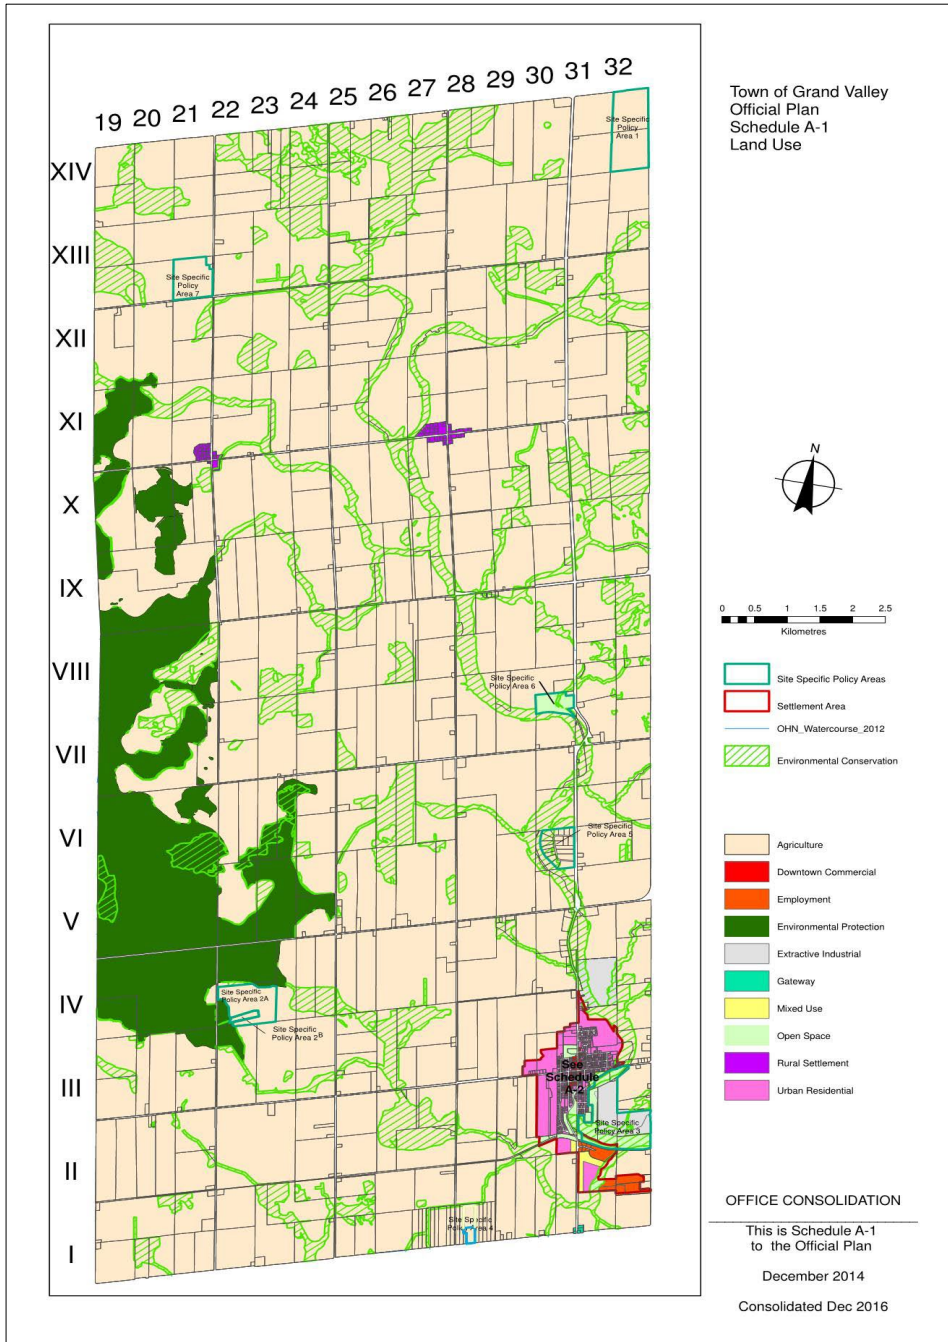 Town of Grand Valley
Official Plan
Schedule A-1
Land Use
19 20 21 22 23 24 25 26 27 28 29 30 31 32
XIV
XIII
XII
XI
X
IX
VIII
VII
VI
V
IV
III
II
I
Site Specific
Policy
Area 1
Site Specific
Policy
Area 7
Site Specific
Policy Area 6
Site Specific
Policy Area 5
Site Specific
Policy Area 2A
Site Specific
Policy Area 2B
See
Schedule
A-2
Site Specific
Policy Area 3
Site Specific
Policy Area 4
N
0 0.5 1 1.5 2 2.5
Kilometres
Site Specific Policy Areas
Settlement Area
OHN_Watercourse_2012
Environmental Conservation
Agriculture
Downtown Commercial
Employment
Environmental Protection
Extractive Industrial
Gateway
Mixed Use
Open Space
Rural Settlement
Urban Residential
OFFICE CONSOLIDATION
This is Schedule A-1
to the Official Plan
December 2014
Consolidated Dec 2016